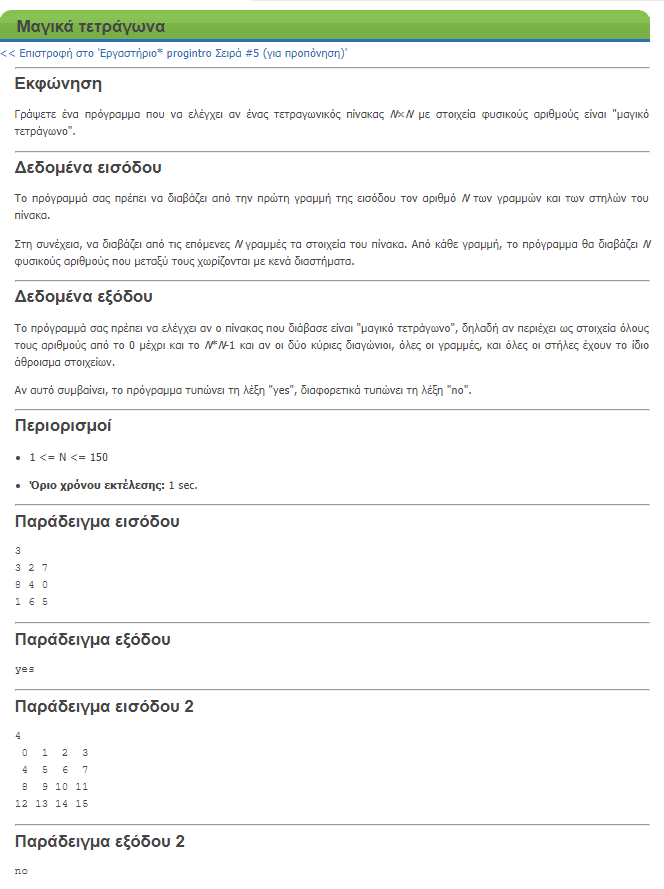 Μαγικά τετράγωνα
<< Επιστροφή στο 'Εργαστήριο* progintro Σειρά #5 (για προπόνηση)'
Εκφώνηση
Γράψετε ένα πρόγραμμα που να ελέγχει αν ένας τετραγωνικός πίνακας N×N με στοιχεία φυσικούς αριθμούς είναι "μαγικό
τετράγωνο".
Δεδομένα εισόδου
Το πρόγραμμά σας πρέπει να διαβάζει από την πρώτη γραμμή της εισόδου τον αριθμό N των γραμμών και των στηλών του
πίνακα.
Στη συνέχεια, να διαβάζει από τις επόμενες N γραμμές τα στοιχεία του πίνακα. Από κάθε γραμμή, το πρόγραμμα θα διαβάζει N
φυσικούς αριθμούς που μεταξύ τους χωρίζονται με κενά διαστήματα.
Δεδομένα εξόδου
Το πρόγραμμά σας πρέπει να ελέγχει αν ο πίνακας που διάβασε είναι "μαγικό τετράγωνο", δηλαδή αν περιέχει ως στοιχεία όλους
τους αριθμούς από το 0 μέχρι και το N*N-1 και αν οι δύο κύριες διαγώνιοι, όλες οι γραμμές, και όλες οι στήλες έχουν το ίδιο
άθροισμα στοιχείων.
Αν αυτό συμβαίνει, το πρόγραμμα τυπώνει τη λέξη "yes", διαφορετικά τυπώνει τη λέξη "no".
Περιορισμοί
• 1 <= N <= 150
• Όριο χρόνου εκτέλεσης: 1 sec.
Παράδειγμα εισόδου
3
3 2 7
8 4 0
1 6 5
Παράδειγμα εξόδου
yes
Παράδειγμα εισόδου 2
4
0 1 2 3
4 5 6 7
8 9 10 11
12 13 14 15
Παράδειγμα εξόδου 2
no